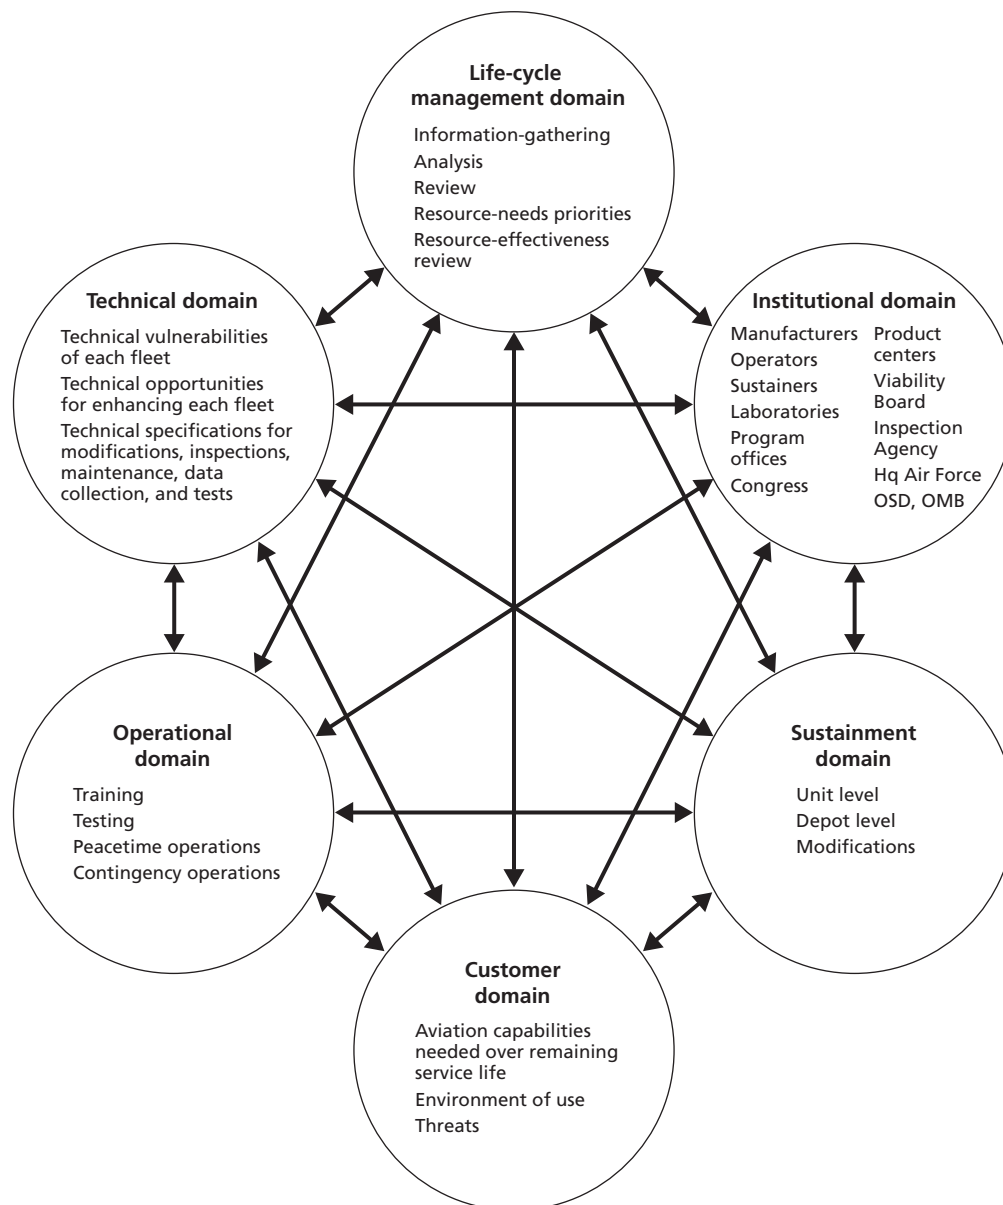 Life-cycle
management domain
Information-gathering
Analysis
Review
Resource-needs priorities
Resource-effectiveness
review
Technical domain
Technical vulnerabilities
of each fleet
Technical opportunities
for enhancing each fleet
Technical specifications for
modifications, inspections,
maintenance, data
collection, and tests
Institutional domain
Manufacturers
Operators
Sustainers
Laboratories
Program
offices
Congress
Product
centers
Viability
Board
Inspection
Agency
Hq Air Force
OSD, OMB
Operational
domain
Training
Testing
Peacetime operations
Contingency operations
Sustainment
domain
Unit level
Depot level
Modifications
Customer
domain
Aviation capabilities
needed over remaining
service life
Environment of use
Threats